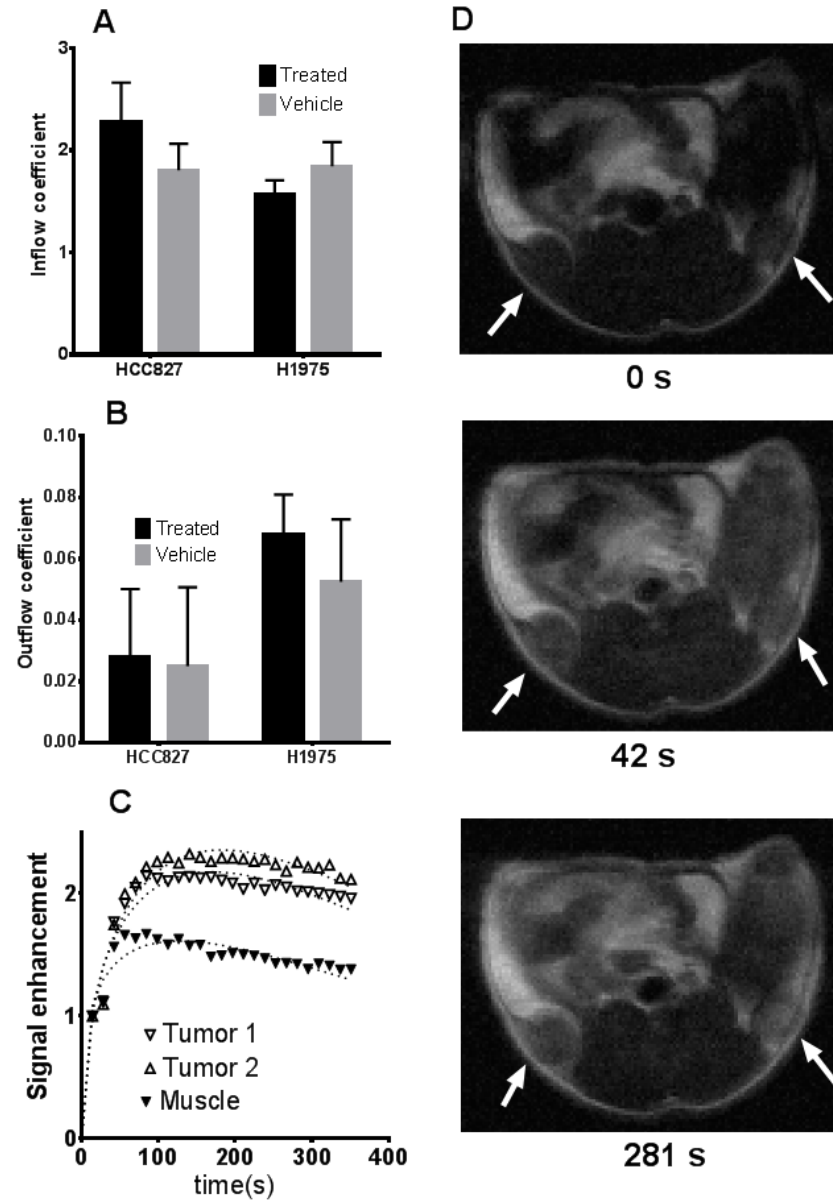 A
3
2
1
0
Inflow coefficient
Treated
Vehicle
HCC827
H1975
B
0.10
0.08
0.06
0.04
0.02
0.00
Outflow coefficient
Treated
Vehicle
HCC827
H1975
C
2
1
0
Signal enhancement
Tumor 1
Tumor 2
Muscle
0 100 200 300 400
time(s)
D
0 s
42 s
281 s